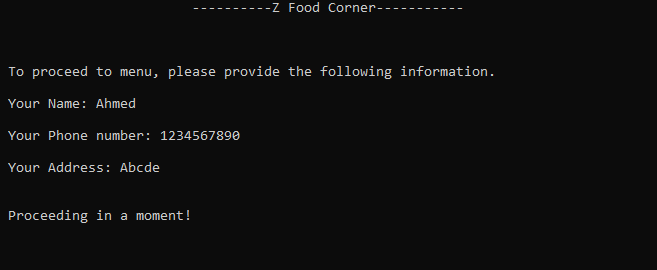 ----------Z Food Corner-----------
To proceed to menu, please provide the following information.
Your Name: Ahmed
Your Phone number: 1234567890
Your Address: Abcde
Proceeding in a moment!